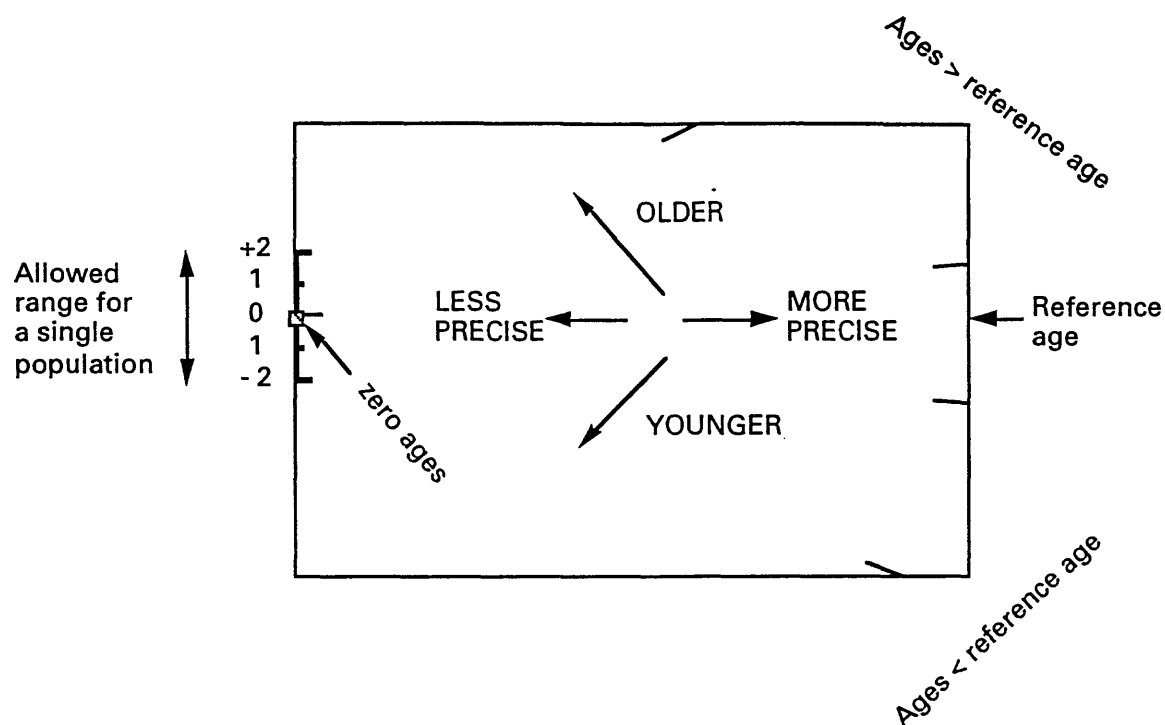 Ages > reference age
OLDER
+2
1
0
1
- 2
Allowed
range for
a single
population
LESS
PRECISE
MORE
PRECISE
Reference
age
zero ages
YOUNGER
Ages < reference age